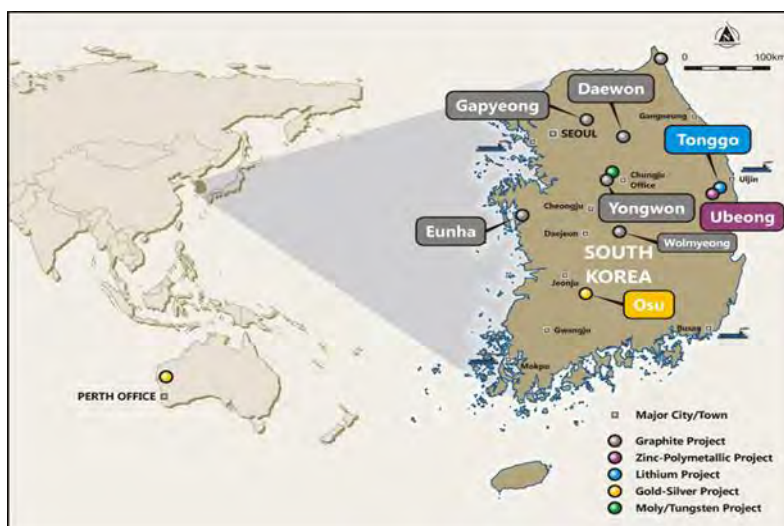 N
0
100km
Daewon
Gapyeong
Gangneung
SEOUL
Tonggo
Chungju
Office
Uljin
Cheongju
Yongwon
Ubeong
Eunha
Daejeon
Wolmyeong
SOUTH
KOREA
Jeonju
Osu
Gwangju
Busan
Mokpo
PERTH OFFICE
Major City/Town
Graphite Project
Zinc-Polymetallic Project
Lithium Project
Gold-Silver Project
Moly/Tungsten Project